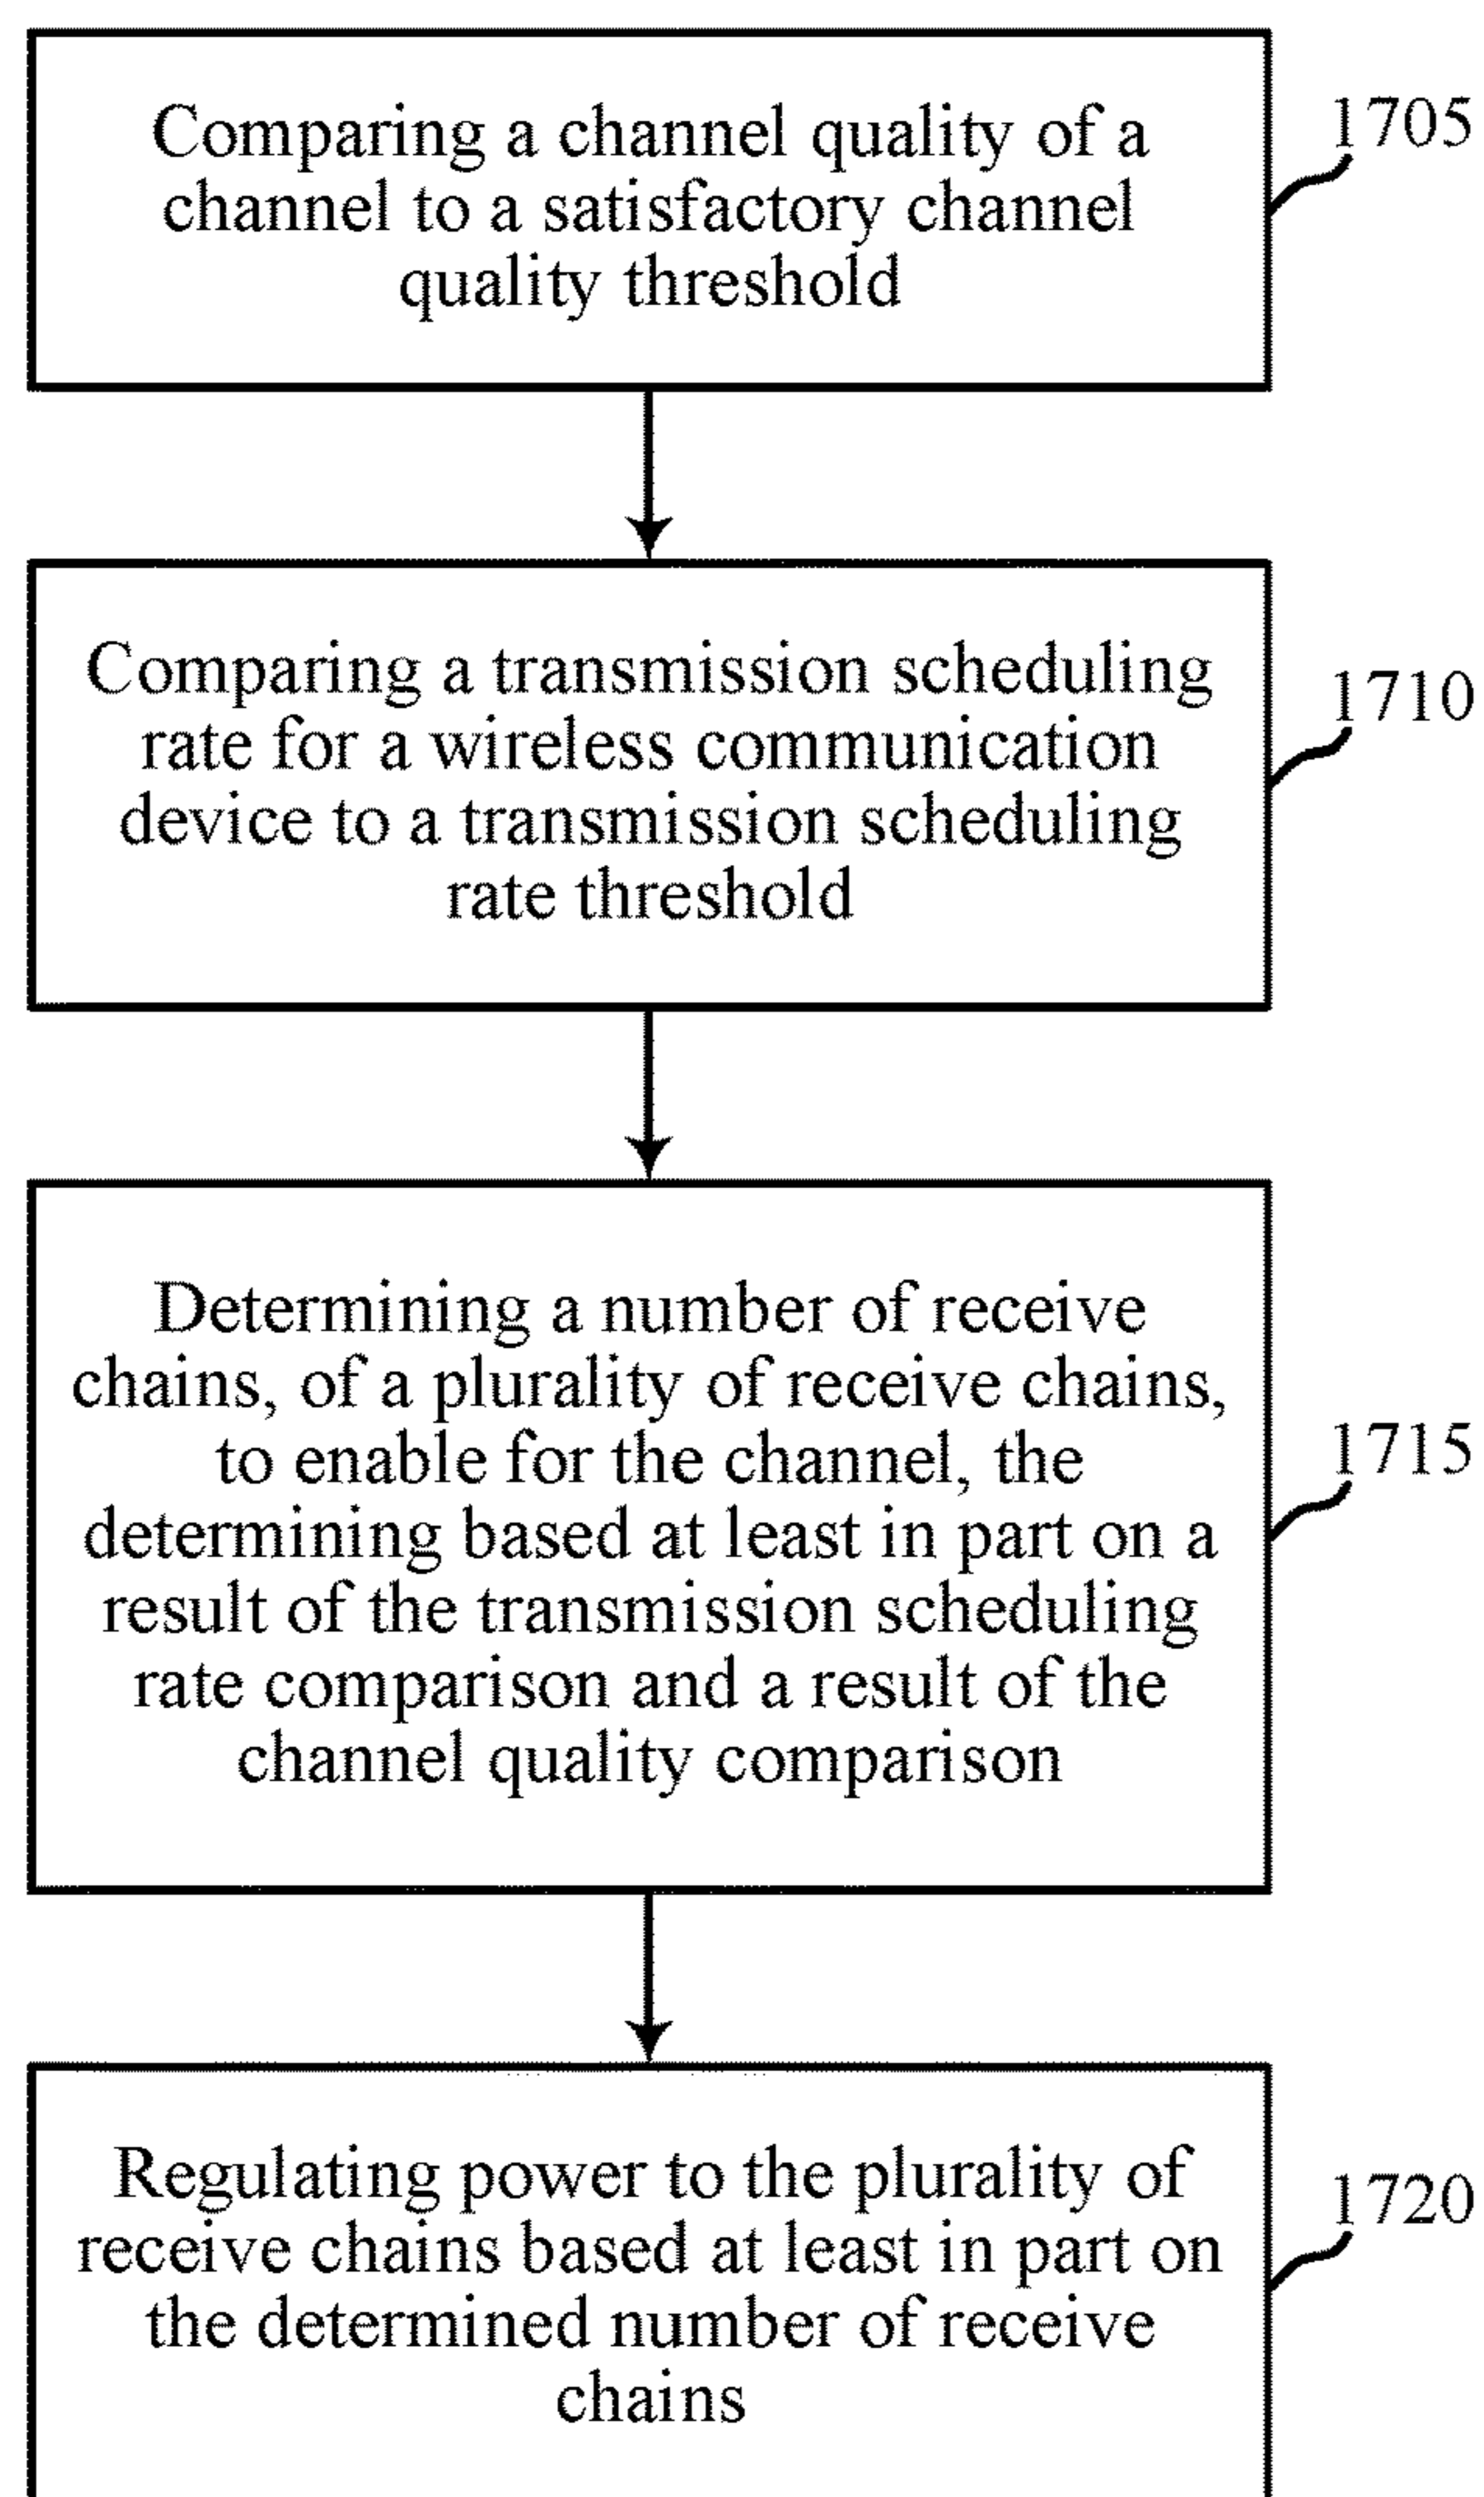 Comparing a channel quality of a
channel to a satisfactory channel
quality threshold
1705
Comparing a transmission scheduling
rate for a wireless communication
device to a transmission scheduling
rate threshold
1710
Determining a number of receive
chains, of a plurality of receive chains,
to enable for the channel, the
determining based at least in part on a
result of the transmission scheduling
rate comparison and a result of the
channel quality comparison
1715
Regulating power to the plurality of
receive chains based at least in part on
the determined number of receive
chains
1720